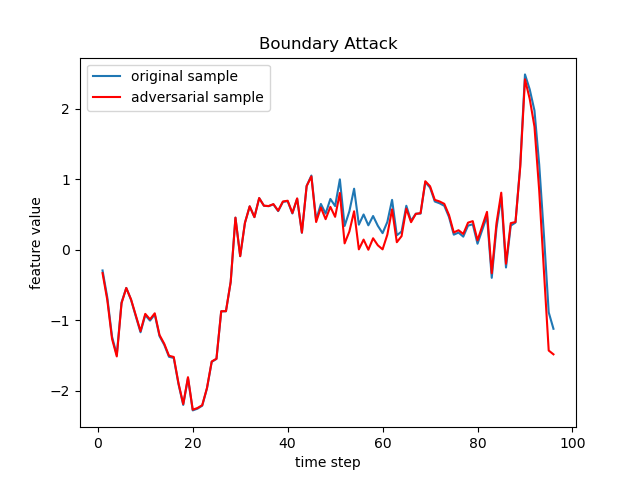 Boundary Attack
original sample
adversarial sample
feature value
2
1
0
−1
−2
0 20 40 60 80 100
time step